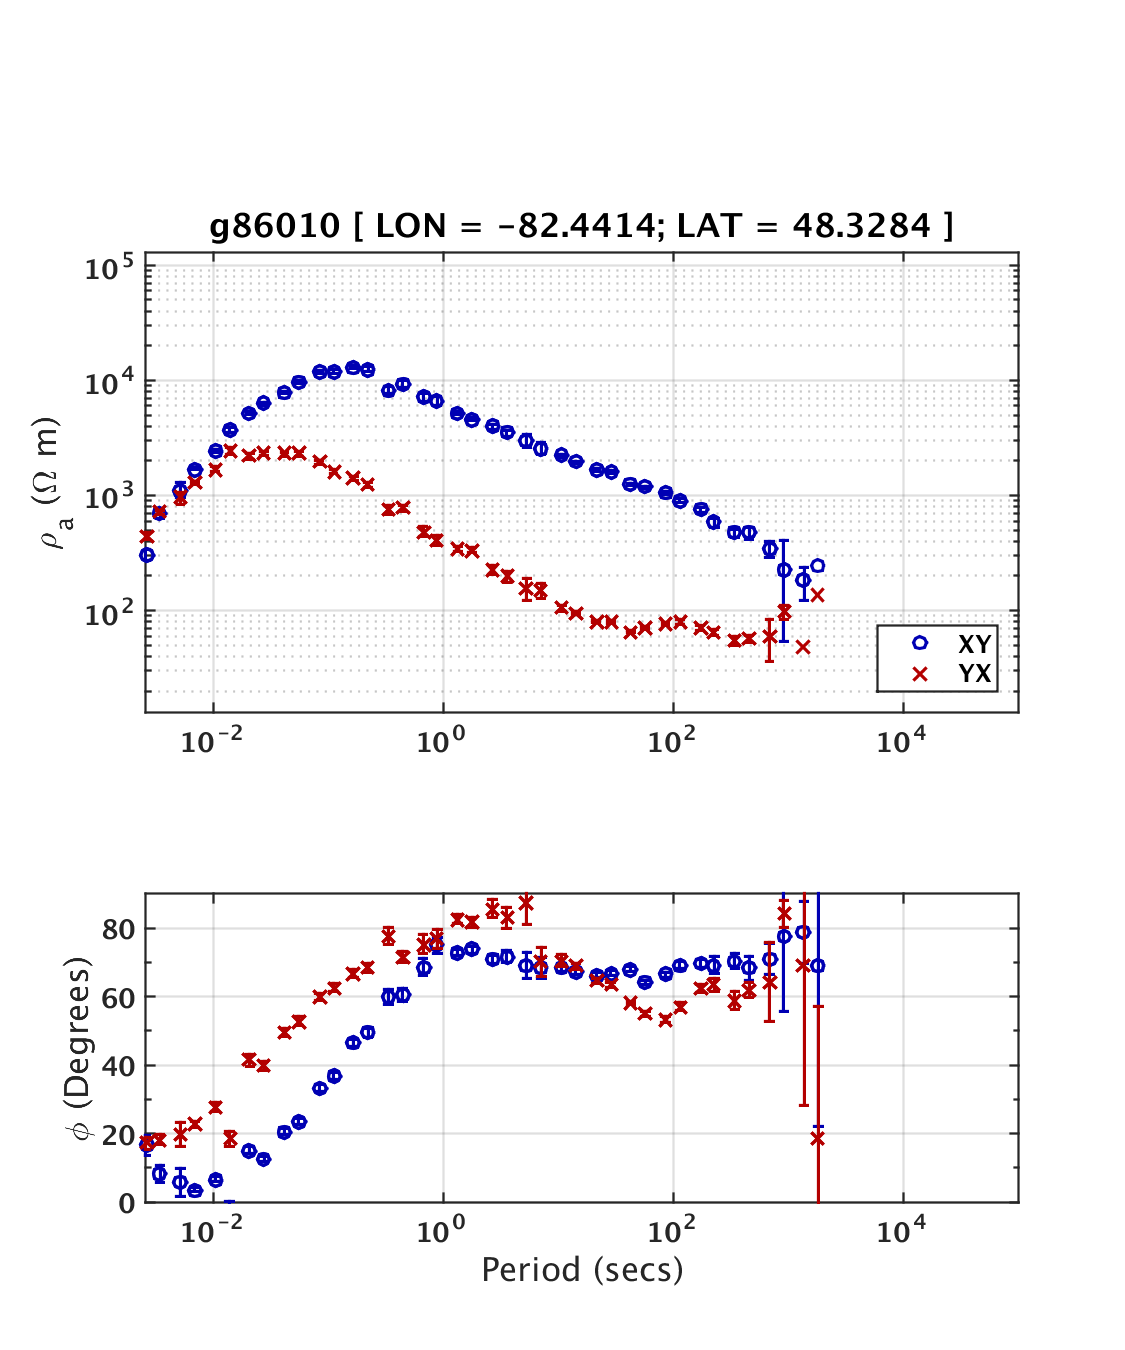 g86010 [ LON = -82.4414; LAT = 48.3284 ]
10^5
10^4
10^3
10^2
ρ_a (Ω m)
XY
YX
10^-2
10^0
10^2
10^4
80
60
40
20
0
ϕ (Degrees)
10^-2
10^0
10^2
10^4
Period (secs)